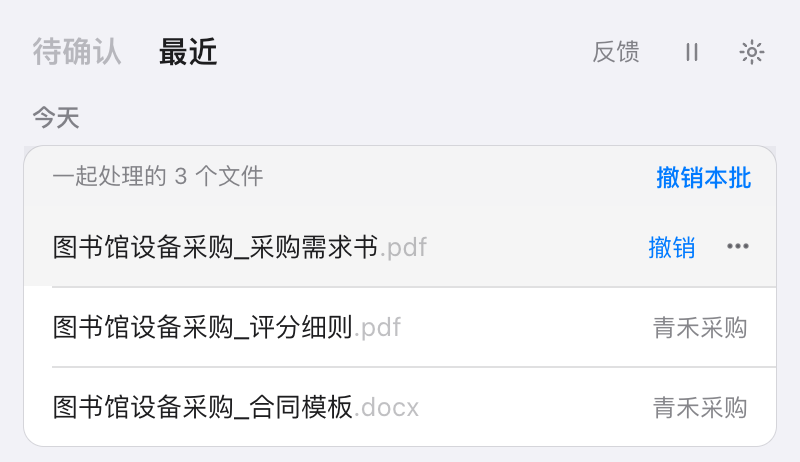 待确认 最近 反馈
今天
一起处理的 3 个文件 撤销本批
图书馆设备采购_采购需求书.pdf 撤销
图书馆设备采购_评分细则.pdf 青禾采购
图书馆设备采购_合同模板.docx 青禾采购